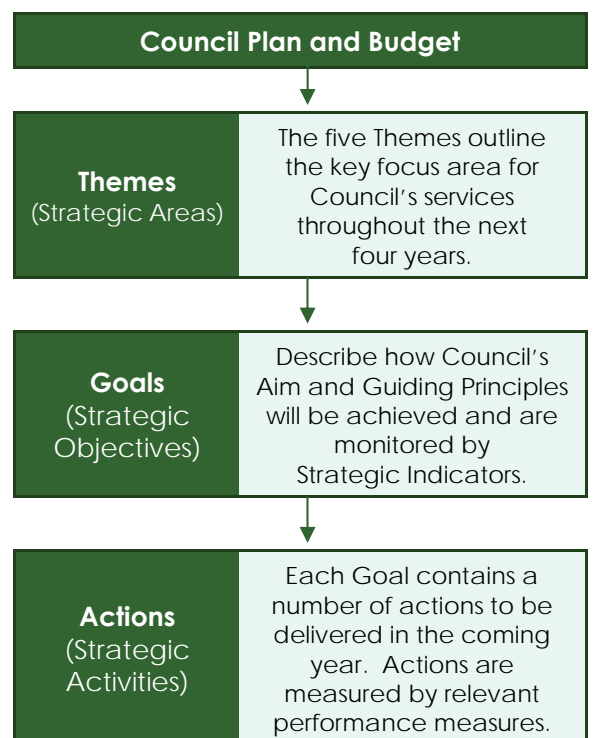 Council Plan and Budget
Themes
(Strategic Areas)
The five Themes outline
the key focus area for
Council's services
throughout the next
four years.
Goals
(Strategic
Objectives)
Describe how Council's
Aim and Guiding Principles
will be achieved and are
monitored by
Strategic Indicators.
Actions
(Strategic
Activities)
Each Goal contains a
number of actions to be
delivered in the coming
year.  Actions are
measured by relevant
performance measures.